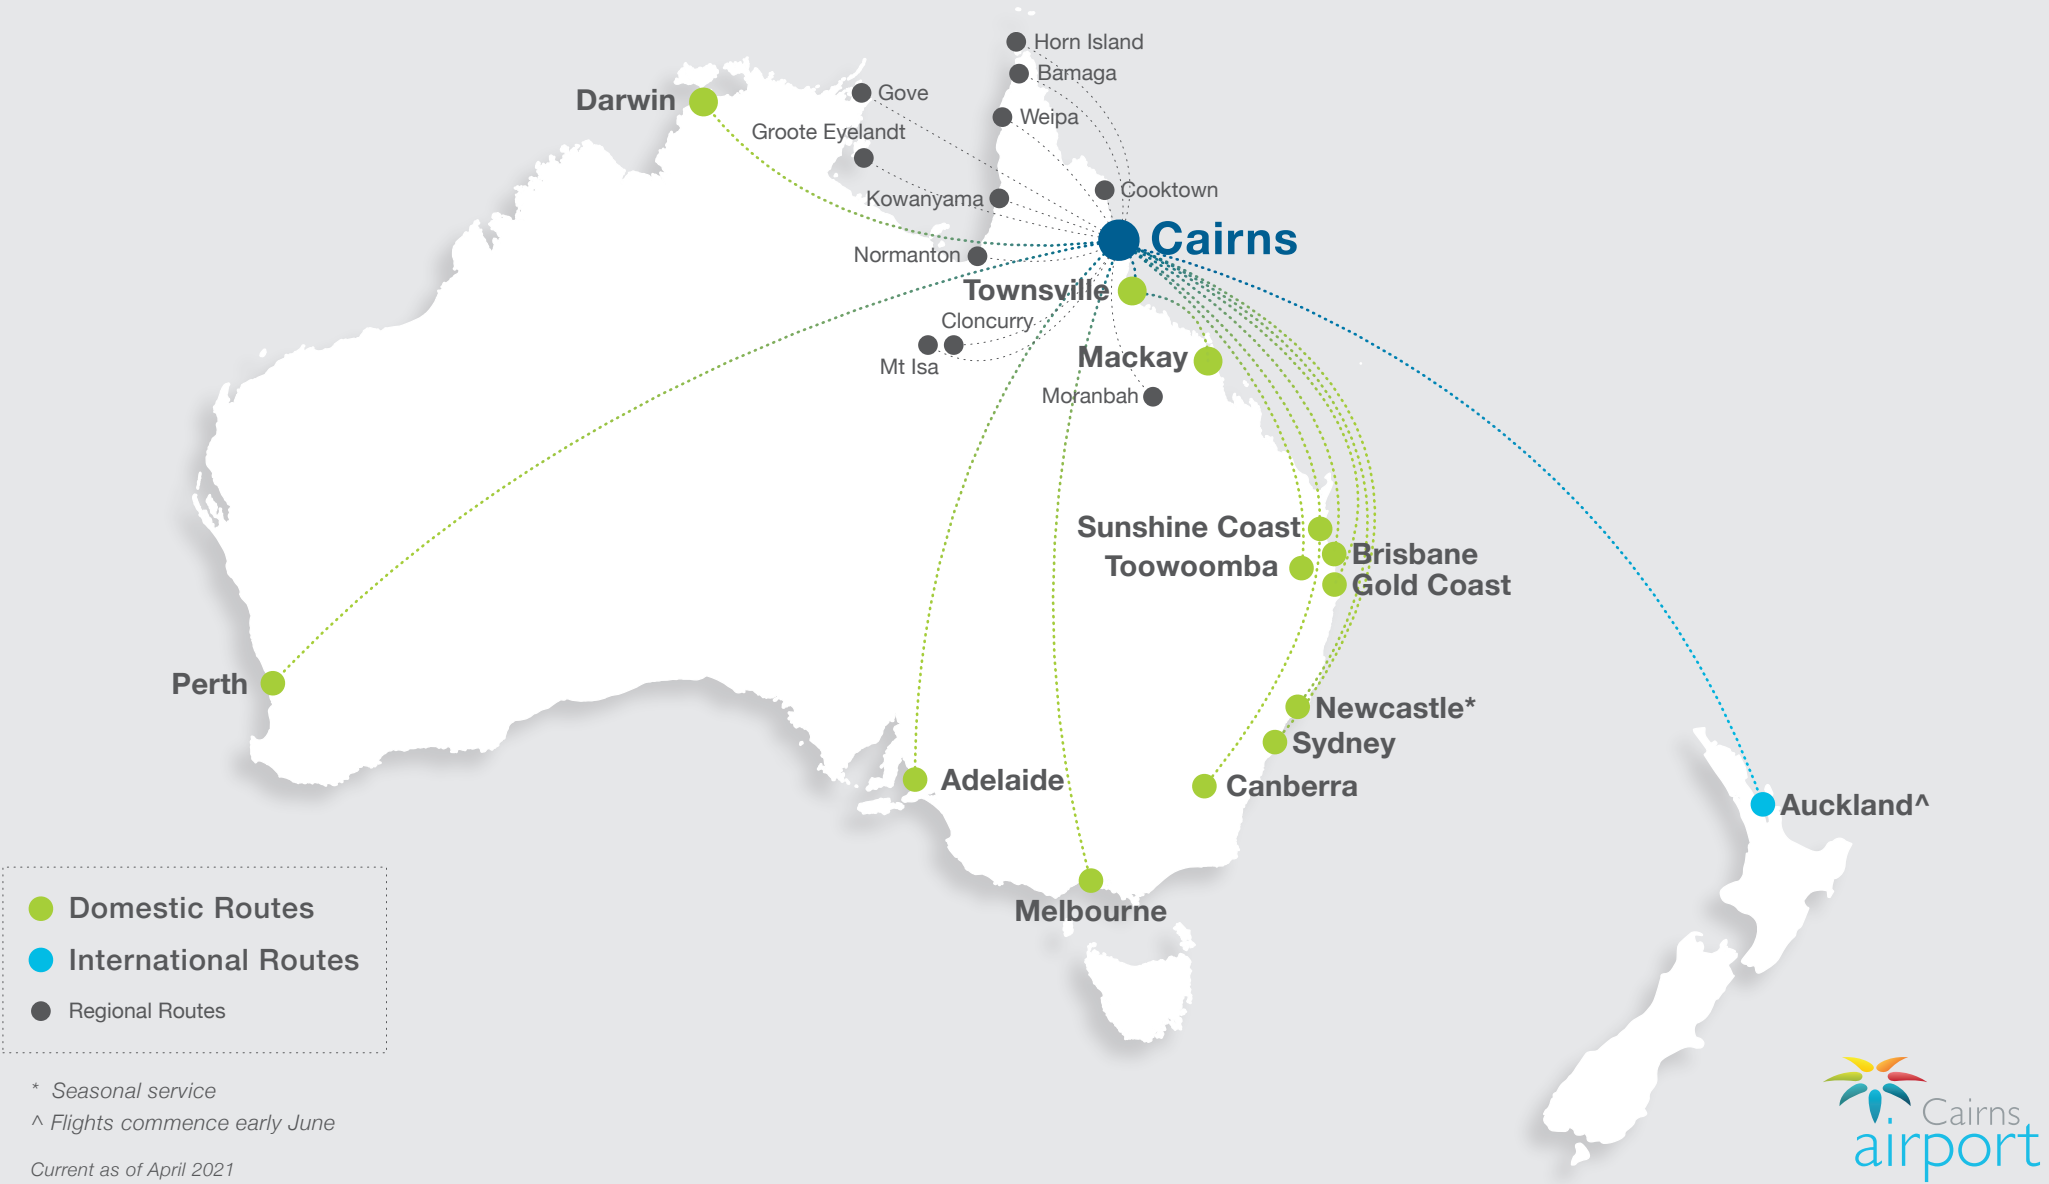 Horn Island
Bamaga
Darwin
Gove
Weipa
Groote Eyelandt
Cooktown
Kowanyama
Cairns
Normanton
Townsville
Cloncurry
Mt Isa
Mackay
Moranbah
Sunshine Coast
Brisbane
Toowoomba
Gold Coast
Perth
Newcastle*
Sydney
Adelaide
Canberra
Auckland^
Melbourne
Domestic Routes
International Routes
Regional Routes
* Seasonal service
^ Flights commence early June
Current as of April 2021
Cairns
airport